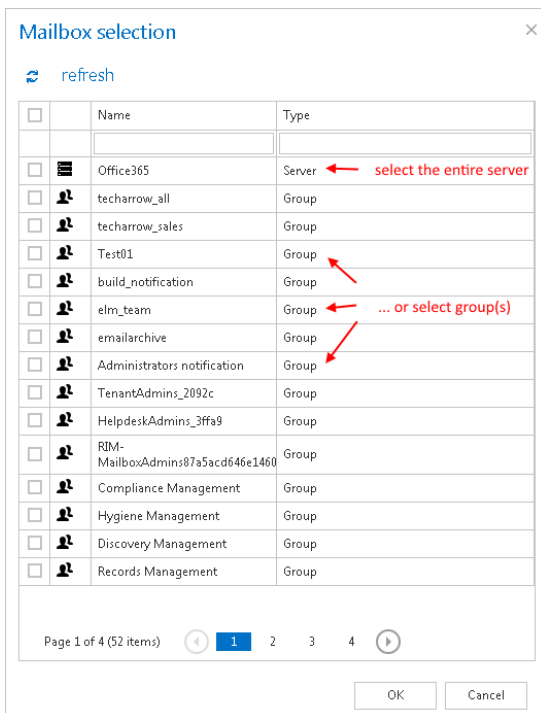 Mailbox selection
refresh
Name Type
Office365 Server select the entire server
techarrow_all Group
techarrow_sales Group
Test01 Group
build_notification Group
elm_team Group ... or select group(s)
emailarchive Group
Administrators notification Group
TenantAdmins_2092c Group
HelpdeskAdmins_3ffa9 Group
RIM-
MailboxAdmins87a5acd646e1460 Group
Compliance Management Group
Hygiene Management Group
Discovery Management Group
Records Management Group
Page 1 of 4 (52 items) 1 2 3 4
OK Cancel